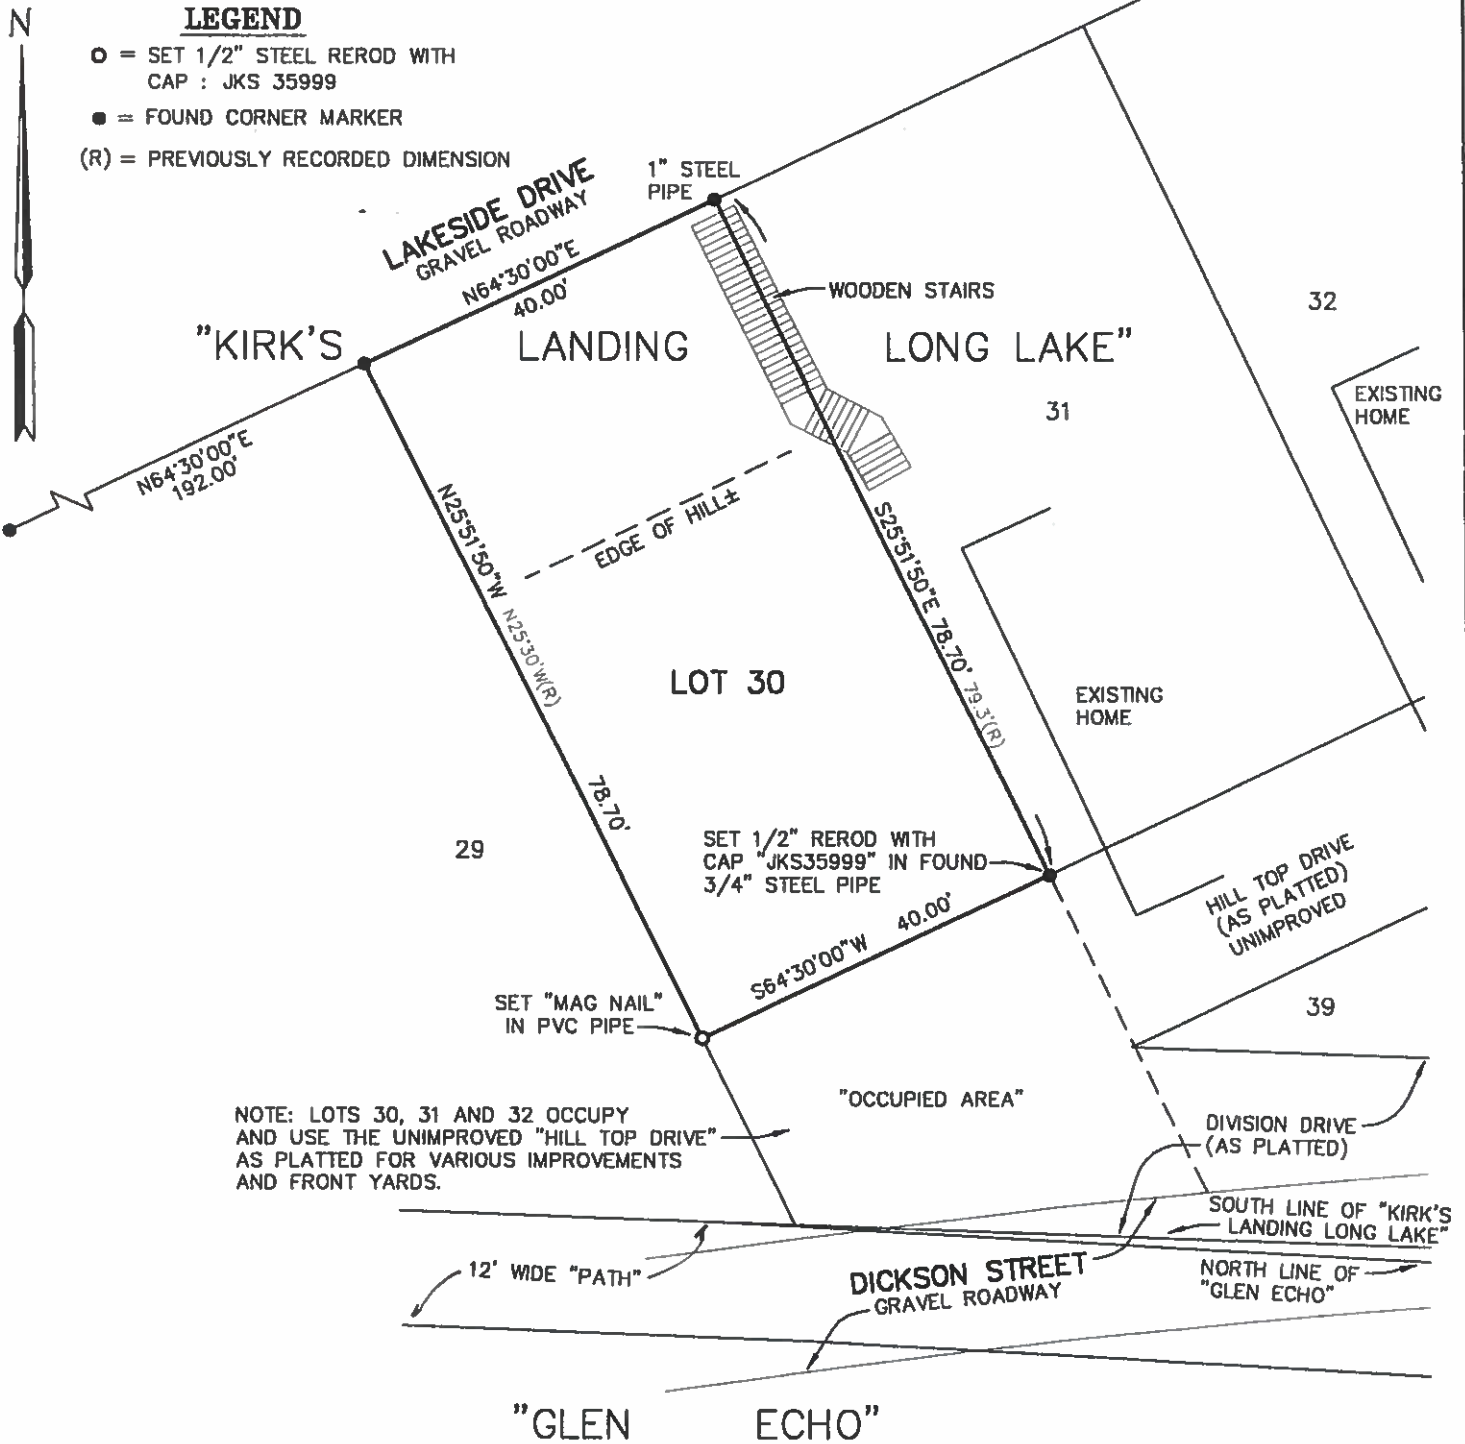 N
LEGEND
O = SET 1/2" STEEL REROD WITH
CAP : JKS 35999
● = FOUND CORNER MARKER
(R) = PREVIOUSLY RECORDED DIMENSION
1" STEEL
PIPE
LAKESIDE DRIVE
GRAVEL ROADWAY
N64°30'00"E
40.00'
WOODEN STAIRS
32
"KIRK'S LANDING LONG LAKE"
31
EXISTING
HOME
N64°30'00"E
192.00'
N25°51'50"W
N25°30'W(R)
78.70'
EDGE OF HILL±
S25°51'50"E 78.70'
79.3'(R)
LOT 30
EXISTING
HOME
29
SET 1/2" REROD WITH
CAP "JKS35999" IN FOUND
3/4" STEEL PIPE
HILL TOP DRIVE
(AS PLATTED)
UNIMPROVED
S64°30'00"W 40.00'
SET "MAG NAIL"
IN PVC PIPE
39
"OCCUPIED AREA"
NOTE: LOTS 30, 31 AND 32 OCCUPY
AND USE THE UNIMPROVED "HILL TOP DRIVE"
AS PLATTED FOR VARIOUS IMPROVEMENTS
AND FRONT YARDS.
DIVISION DRIVE
(AS PLATTED)
SOUTH LINE OF "KIRK'S
LANDING LONG LAKE"
12' WIDE "PATH"
DICKSON STREET
GRAVEL ROADWAY
NORTH LINE OF
"GLEN ECHO"
"GLEN ECHO"